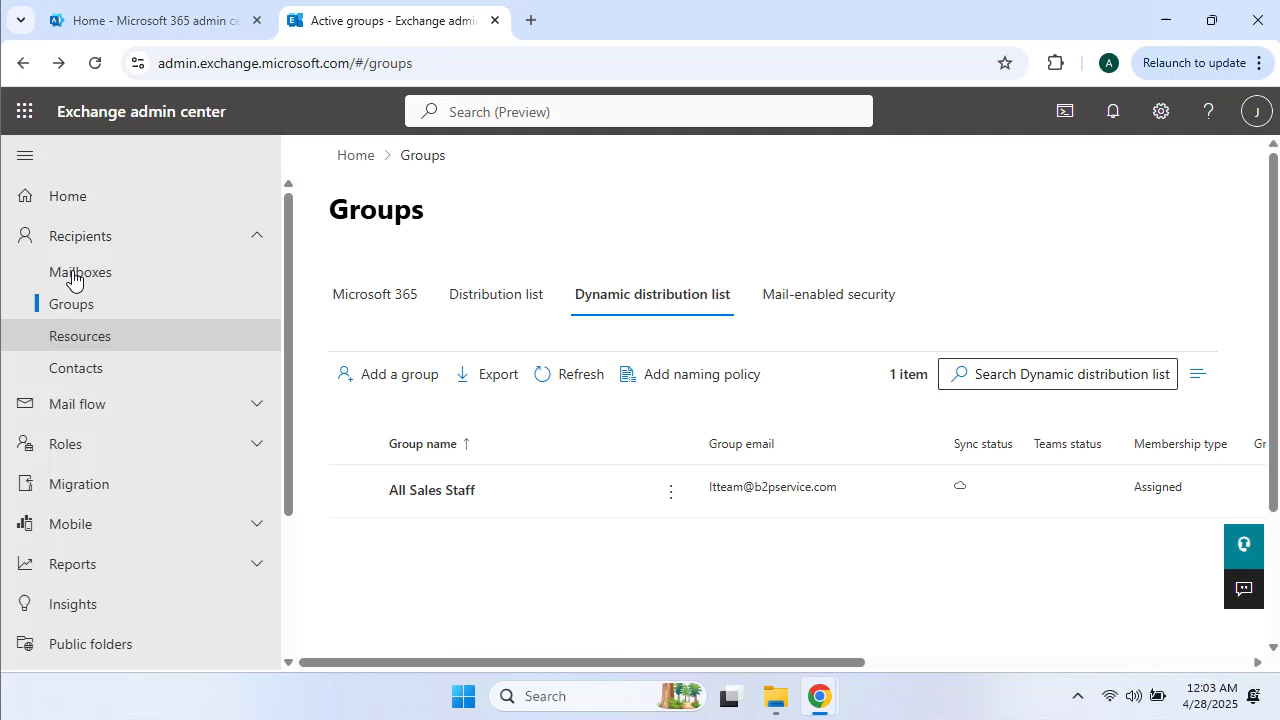 Home - Microsoft 365 admin ce
Active groups - Exchange admin
admin.exchange.microsoft.com/#/groups
A
Relaunch to update
Exchange admin center
Search (Preview)
J
Home
Recipients
Mailboxes
Groups
Resources
Contacts
Mail flow
Roles
Migration
Mobile
Reports
Insights
Public folders
Home > Groups
Groups
Microsoft 365
Distribution list
Dynamic distribution list
Mail-enabled security
Add a group
Export
Refresh
Add naming policy
1 item
Search Dynamic distribution list
Group name ↑
Group email
Sync status
Teams status
Membership type
Gr
All Sales Staff
Itteam@b2pservice.com
Assigned
Search
12:03 AM
4/28/2025